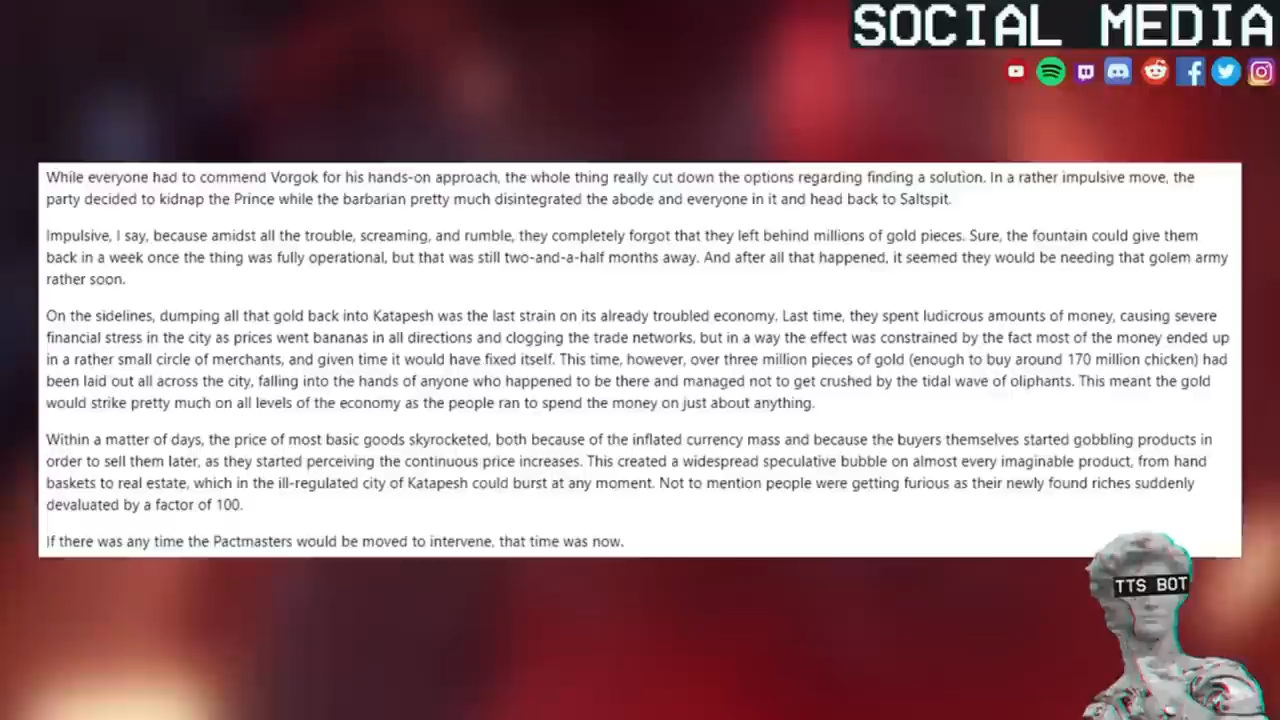 SOCIAL MEDIA
While everyone had to commend Vorgok for his hands-on approach, the whole thing really cut down the options regarding finding a solution. In a rather impulsive move, the
party decided to kidnap the Prince while the barbarian pretty much disintegrated the abode and everyone in it and head back to Saltspit.
Impulsive, I say, because amidst all the trouble, screaming, and rumble, they completely forgot that they left behind millions of gold pieces. Sure, the fountain could give them
back in a week once the thing was fully operational, but that was still two-and-a-half months away. And after all that happened, it seemed they would be needing that golem army
rather soon.
On the sidelines, dumping all that gold back into Katapesh was the last strain on its already troubled economy. Last time, they spent ludicrous amounts of money, causing severe
financial stress in the city as prices went bananas in all directions and clogging the trade networks, but in a way the effect was constrained by the fact most of the money ended up
in a rather small circle of merchants, and given time it would have fixed itself. This time, however, over three million pieces of gold (enough to buy around 170 million chicken) had
been laid out all across the city, falling into the hands of anyone who happened to be there and managed not to get crushed by the tidal wave of oliphants. This meant the gold
would strike pretty much on all levels of the economy as the people ran to spend the money on just about anything.
Within a matter of days, the price of most basic goods skyrocketed, both because of the inflated currency mass and because the buyers themselves started gobbling products in
order to sell them later, as they started perceiving the continuous price increases. This created a widespread speculative bubble on almost every imaginable product, from hand
baskets to real estate, which in the ill-regulated city of Katapesh could burst at any moment. Not to mention people were getting furious as their newly found riches suddenly
devaluated by a factor of 100.
If there was any time the Pactmasters would be moved to intervene, that time was now.
TTS BOT